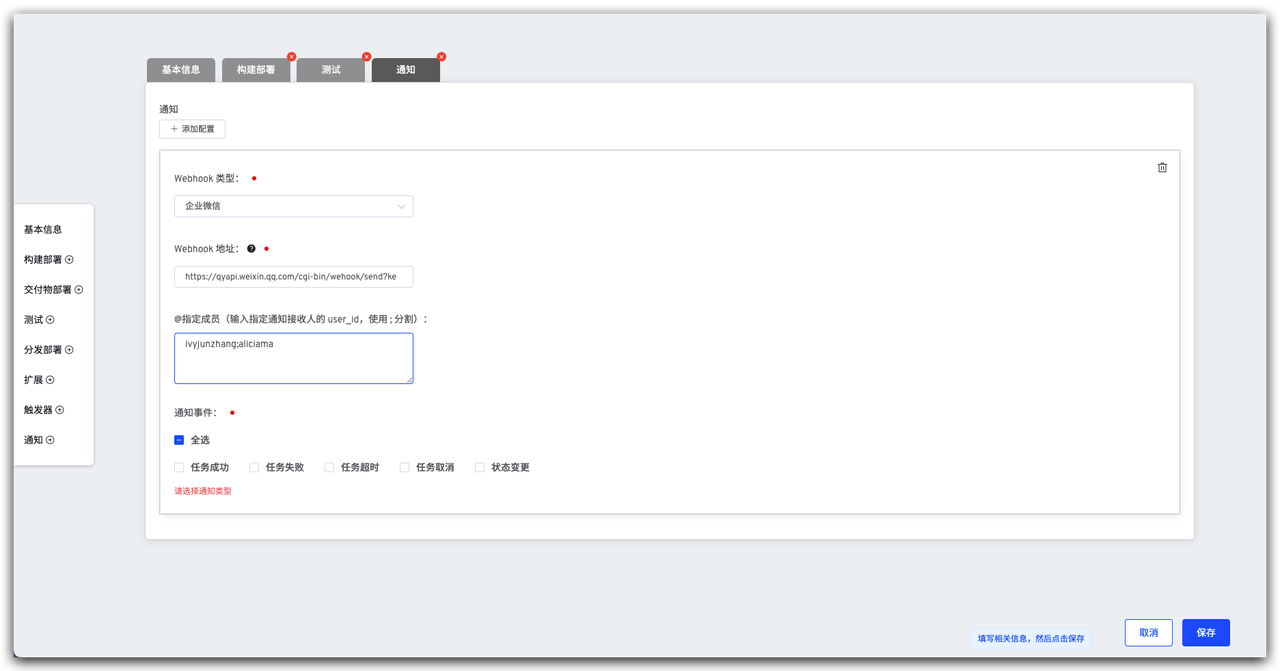 基本信息
构建部署
测试
通知
通知
添加配置
Webhook 类型：
企业微信
Webhook 地址：
https://qyapi.weixin.qq.com/cgi-bin/wehook/send?ke
@指定成员（输入指定通知接收人的 user_id，使用 ; 分割）：
ivyjunzhang;aliciama
通知事件：
全选
任务成功 任务失败 任务超时 任务取消 状态变更
请选择通知类型
基本信息
构建部署
交付物部署
测试
分发部署
扩展
触发器
通知
填写相关信息，然后点击保存
取消
保存